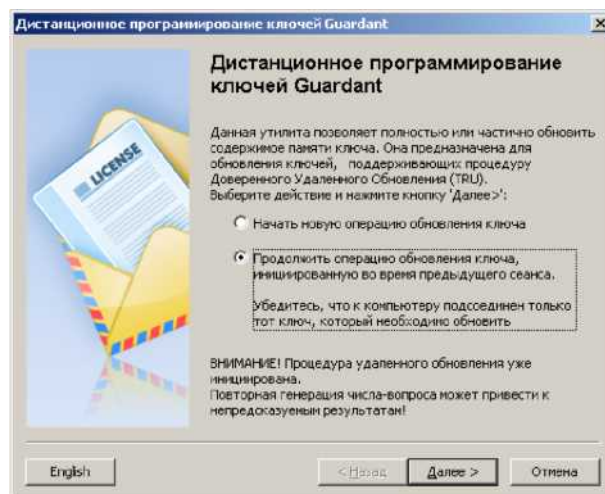 Дистанционное программирование ключей Guardant
Дистанционное программирование
ключей Guardant
LICENSE
Данная утилита позволяет полностью или частично обновить
содержимое памяти ключа. Она предназначена для
обновления ключей, поддерживающих процедуру
Доверенного Удаленного Обновления (TRU).
Выберите действие и нажмите кнопку 'Далее>':
Начать новую операцию обновления ключа
Продолжить операцию обновления ключа,
инициированную во время предыдущего сеанса.
Убедитесь, что к компьютеру подсоединен только
тот ключ, который необходимо обновить
ВНИМАНИЕ! Процедура удаленного обновления уже
инициирована.
Повторная генерация числа-вопроса может привести к
непредсказуемым результатам!
English
< Назад
Далее >
Отмена